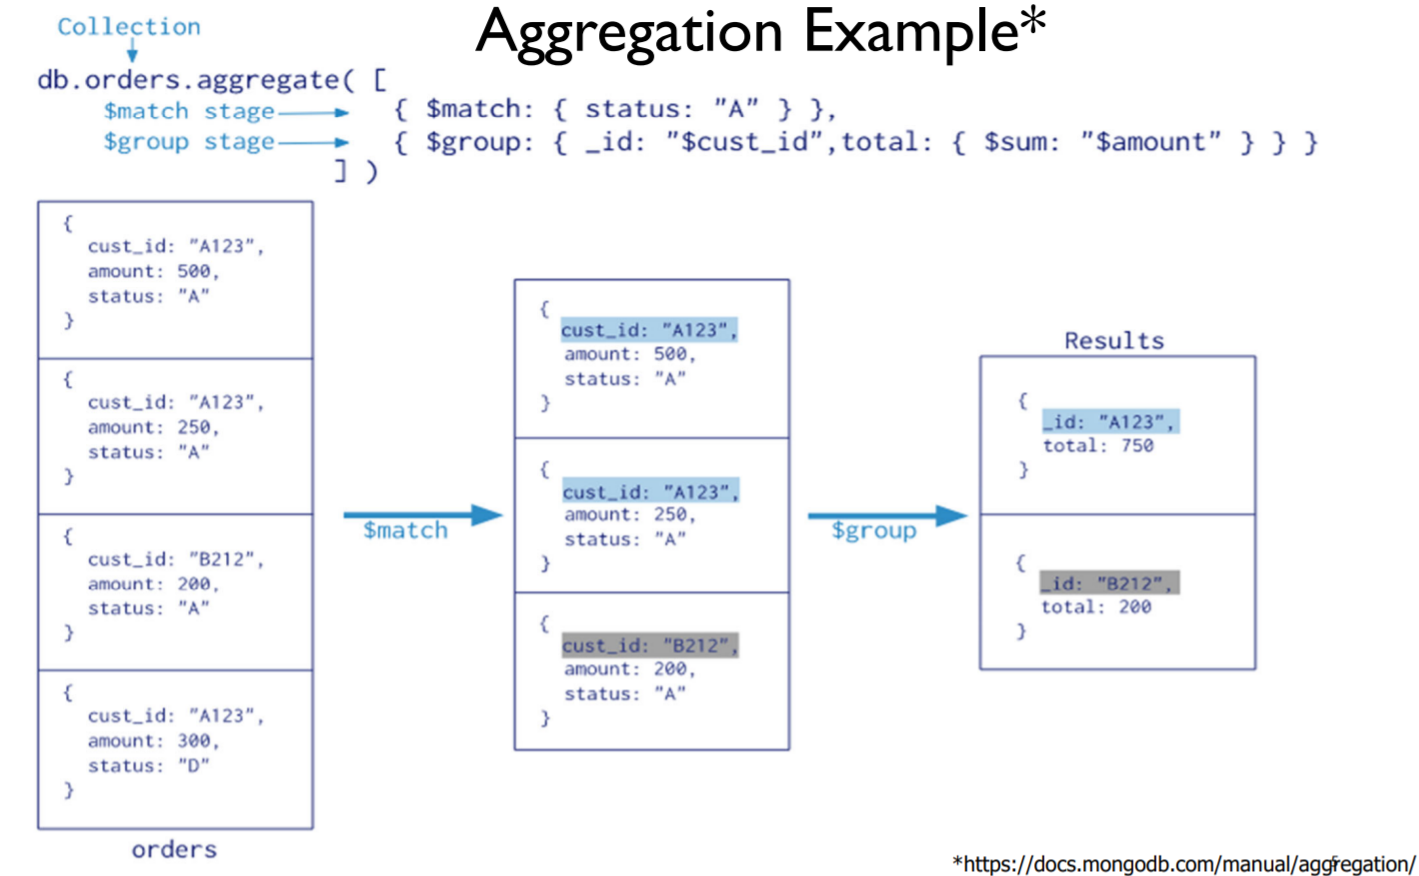 Aggregation Example*
Collection
db.orders.aggregate( [
$match stage { $match: { status: "A" } },
$group stage { $group: { _id: "$cust_id",total: { $sum: "$amount" } } }
] )
{
cust_id: "A123",
amount: 500,
status: "A"
}
{
cust_id: "A123",
amount: 250,
status: "A"
}
{
cust_id: "B212",
amount: 200,
status: "A"
}
{
cust_id: "A123",
amount: 300,
status: "D"
}
orders
$match
{
cust_id: "A123",
amount: 500,
status: "A"
}
{
cust_id: "A123",
amount: 250,
status: "A"
}
{
cust_id: "B212",
amount: 200,
status: "A"
}
$group
Results
{
_id: "A123",
total: 750
}
{
_id: "B212",
total: 200
}
*https://docs.mongodb.com/manual/aggregation/